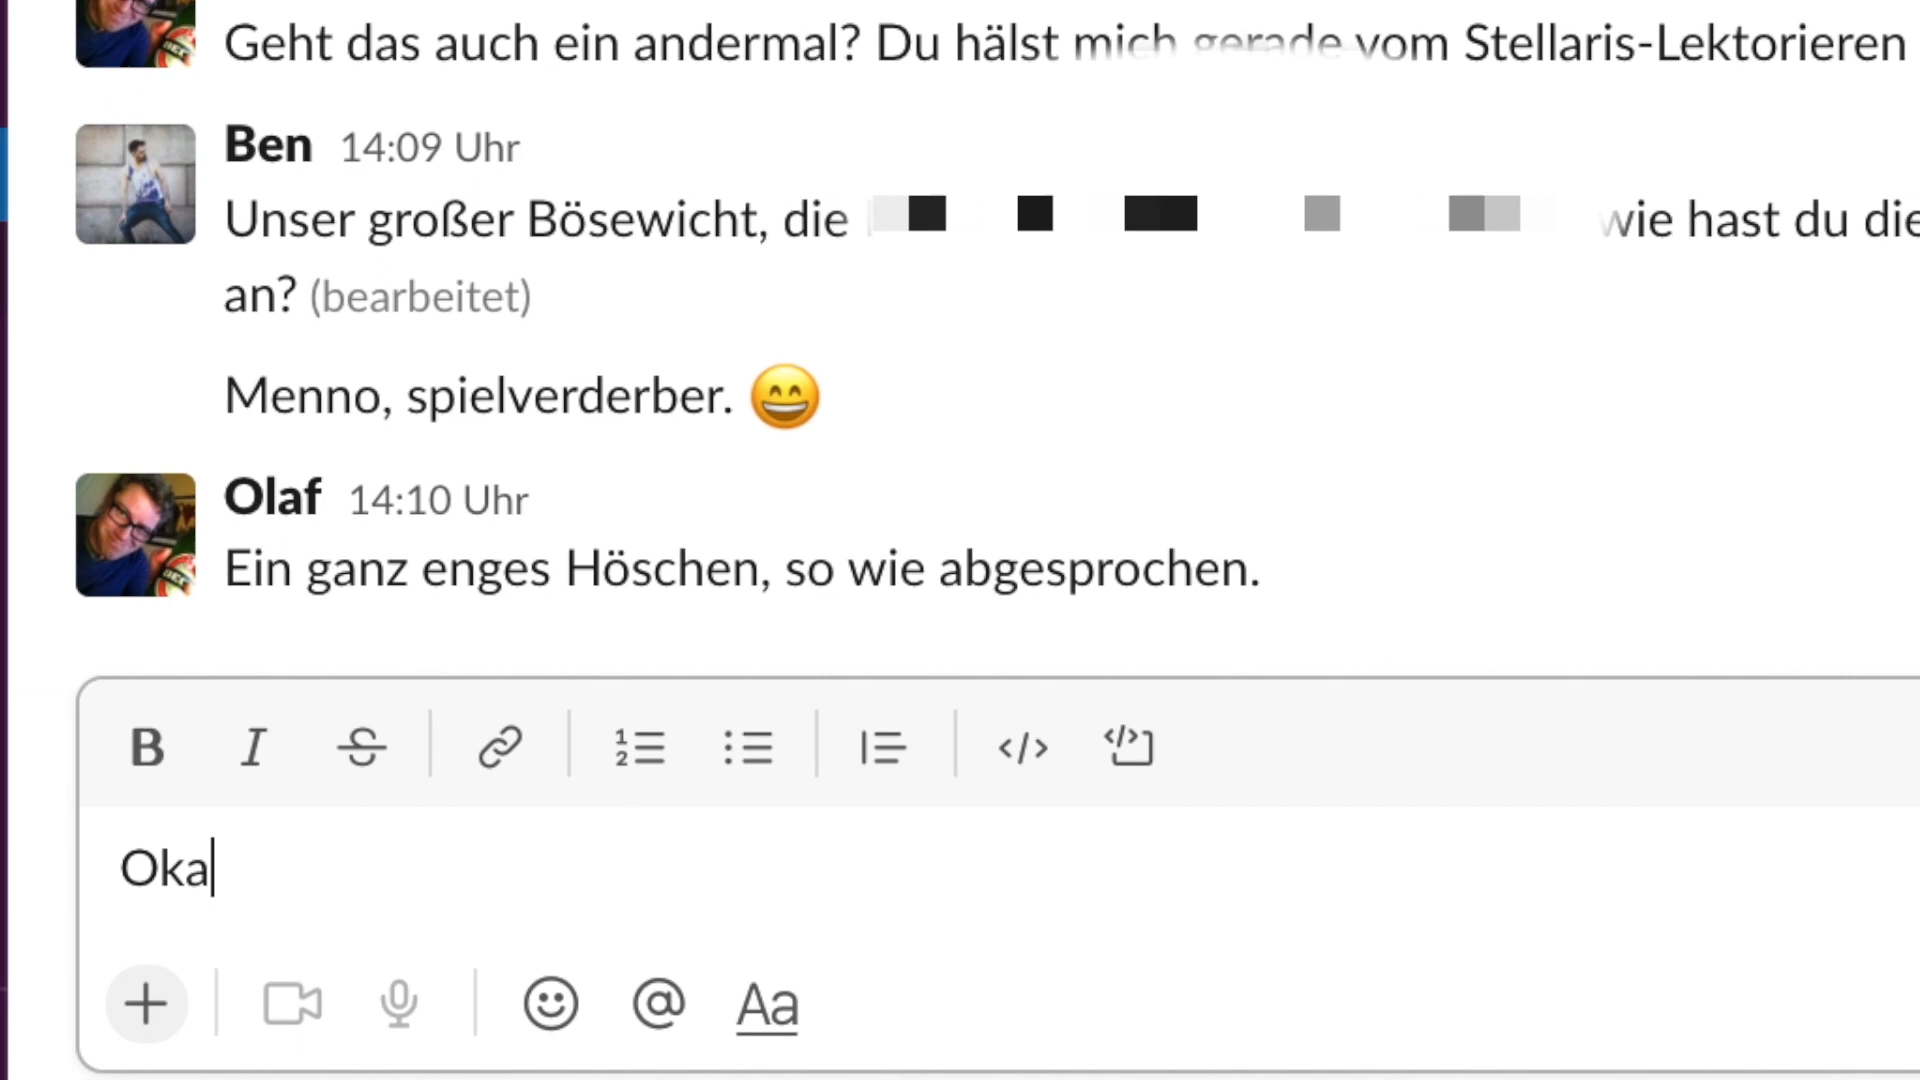 Geht das auch ein andermal? Du hälst mich gerade vom Stellaris-Lektorieren
Ben 14:09 Uhr
Unser großer Bösewicht, die wie hast du die
an? (bearbeitet)
Menno, spielverderber. 😄
Olaf 14:10 Uhr
Ein ganz enges Höschen, so wie abgesprochen.
B I S
Oka
@ Aa